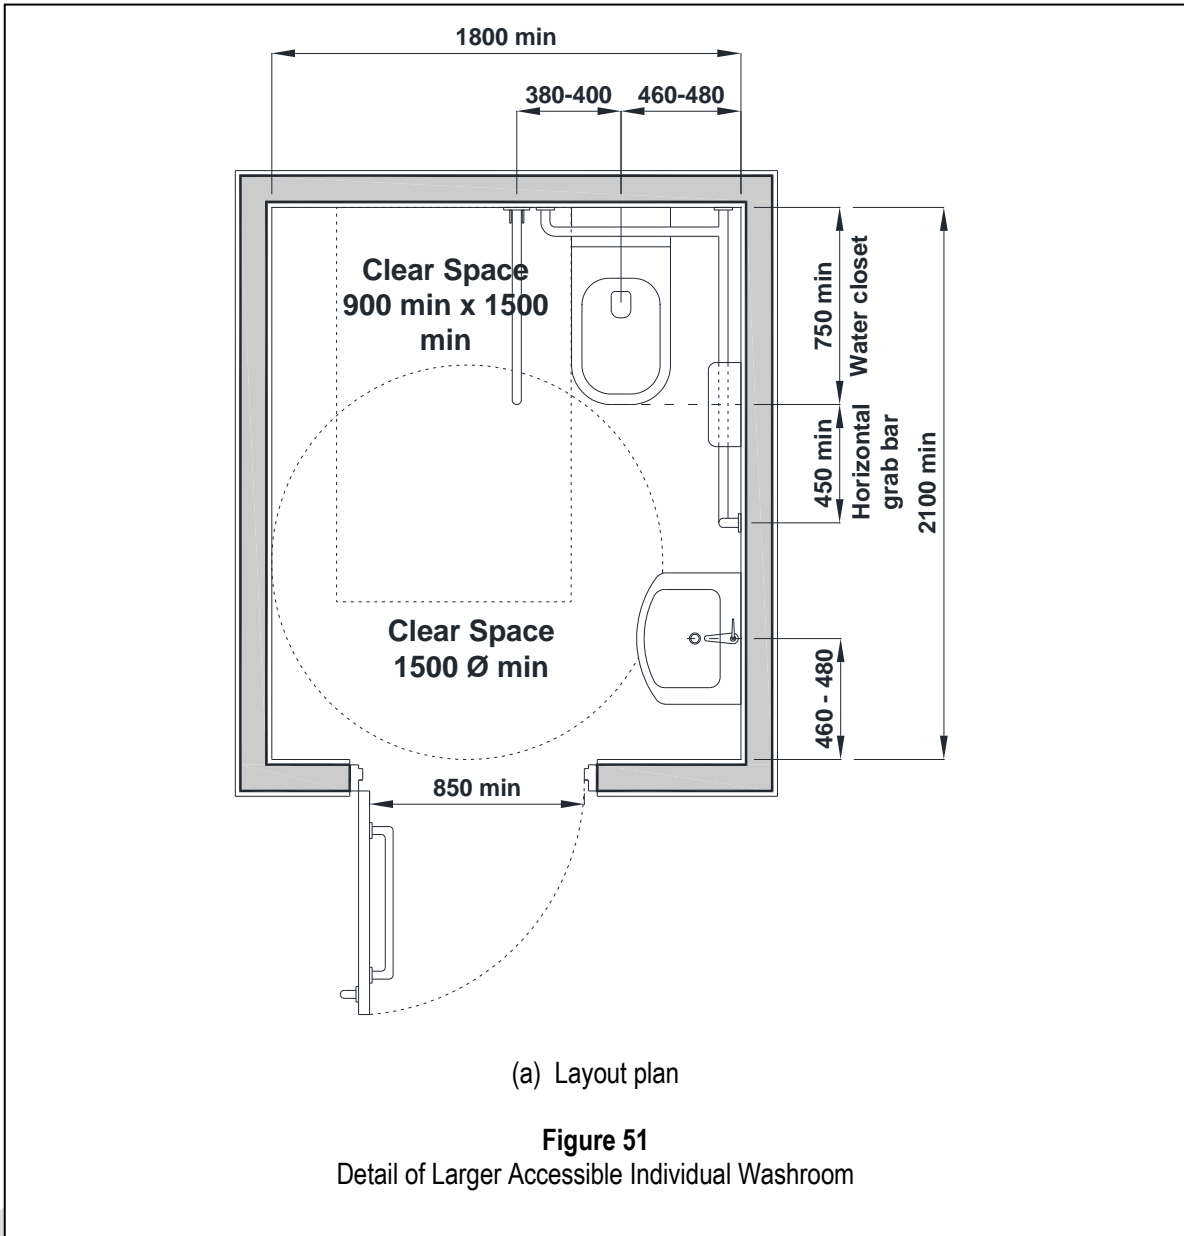 1800 min
380-400
460-480
Clear Space
900 min x 1500
min
750 min
Water closet
450 min
Horizontal
grab bar
2100 min
Clear Space
1500 Ø min
460 - 480
850 min
(a) Layout plan
Figure 51
Detail of Larger Accessible Individual Washroom